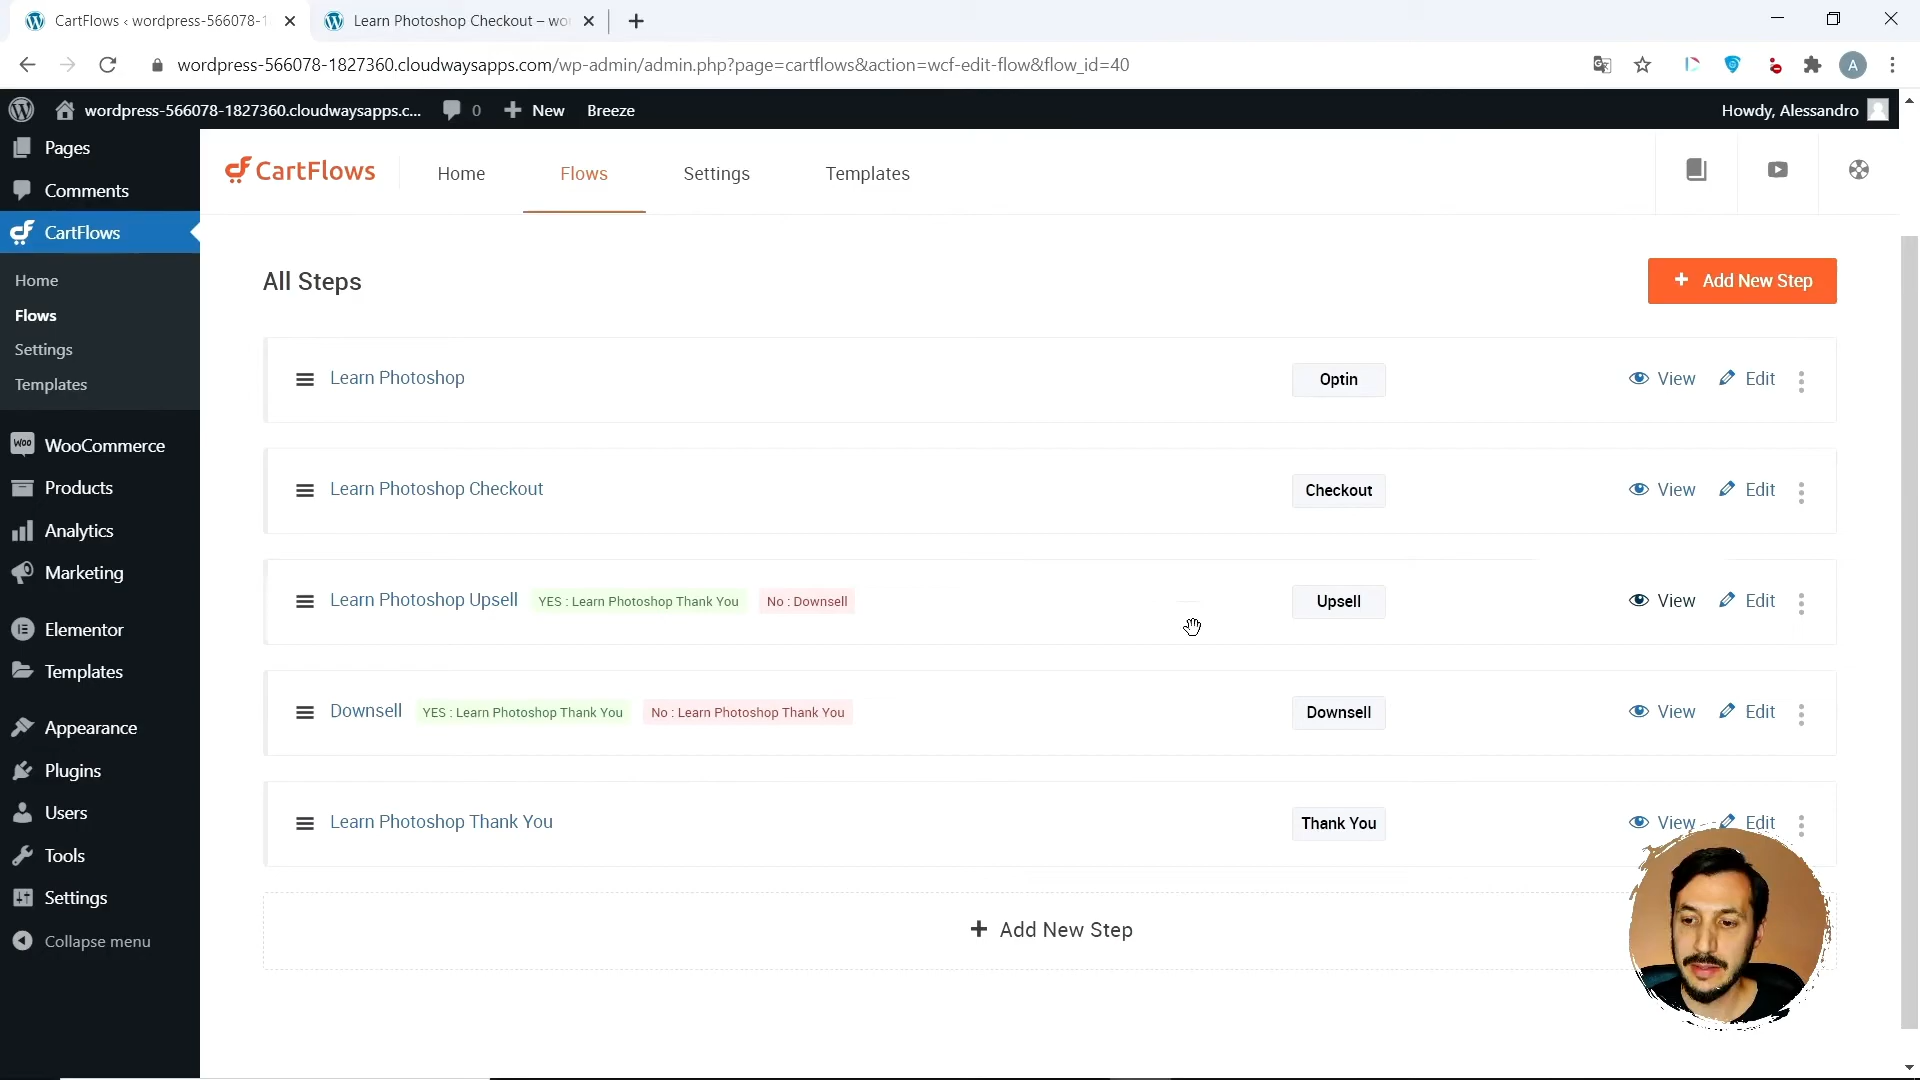 CartFlows ‹ wordpress-566078-1
Learn Photoshop Checkout – wo
wordpress-566078-1827360.cloudwaysapps.com/wp-admin/admin.php?page=cartflows&action=wcf-edit-flow&flow_id=40
A
wordpress-566078-1827360.cloudwaysapps.c...
0
New
Breeze
Howdy, Alessandro
Pages
Comments
CartFlows
Home
Flows
Settings
Templates
WooCommerce
Products
Analytics
Marketing
Elementor
Templates
Appearance
Plugins
Users
Tools
Settings
Collapse menu
CartFlows
Home
Flows
Settings
Templates
All Steps
+ Add New Step
Learn Photoshop Optin View Edit
Learn Photoshop Checkout Checkout View Edit
Learn Photoshop Upsell YES : Learn Photoshop Thank You No : Downsell Upsell View Edit
Downsell YES : Learn Photoshop Thank You No : Learn Photoshop Thank You Downsell View Edit
Learn Photoshop Thank You Thank You View Edit
+ Add New Step